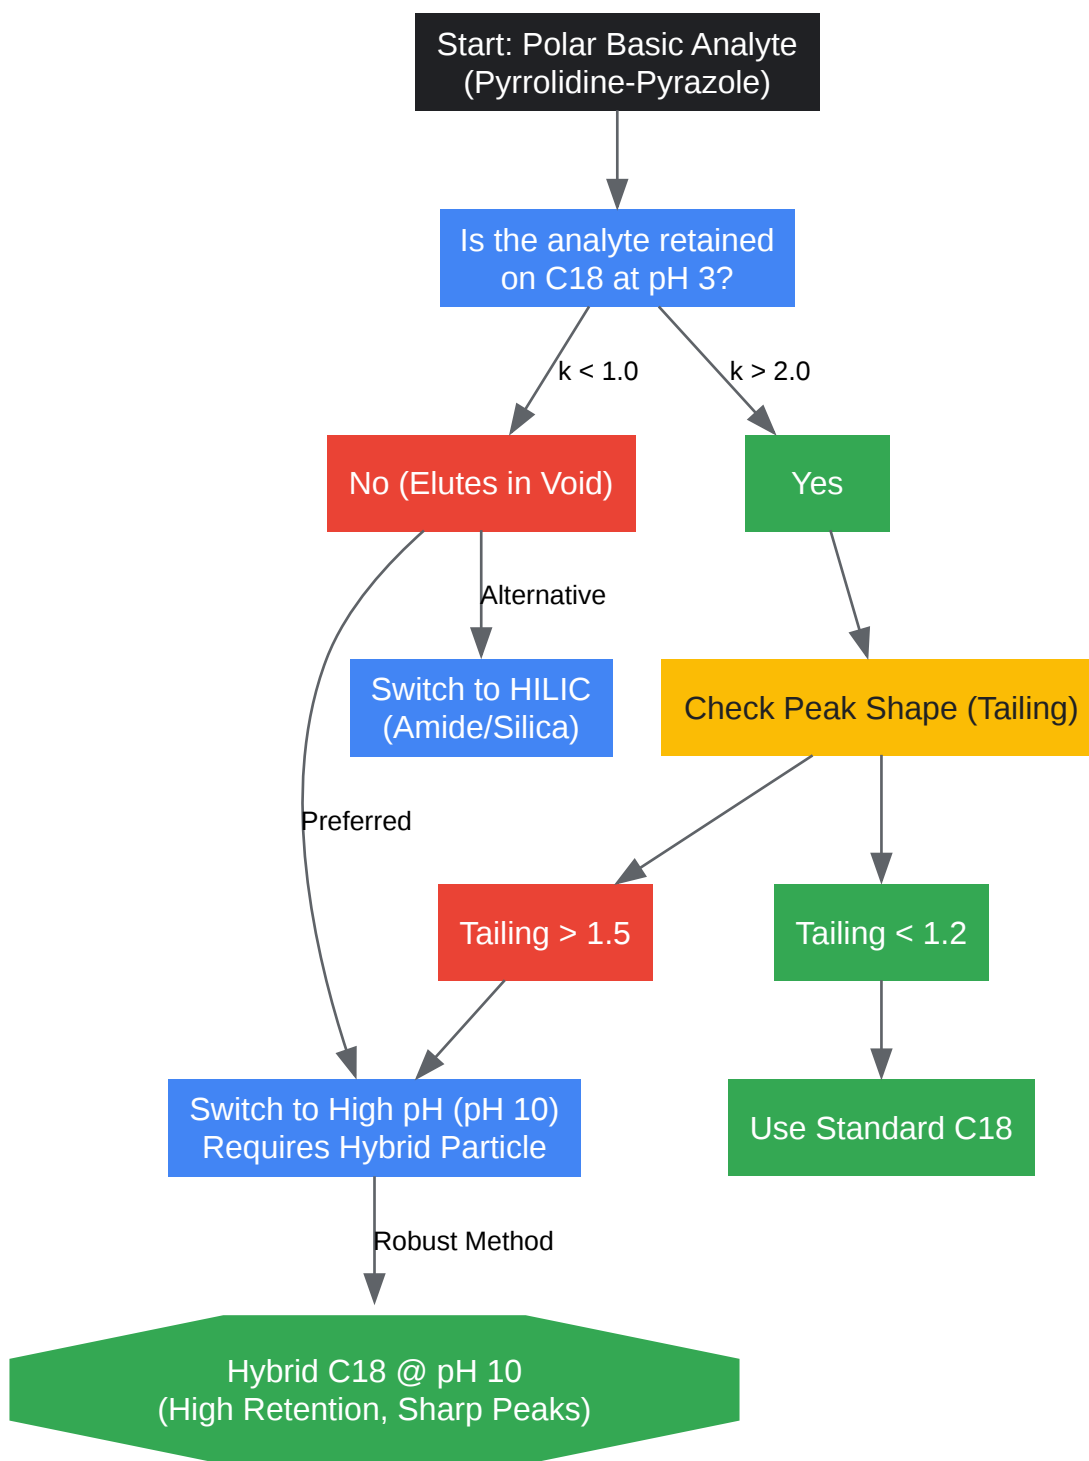 Start: Polar Basic Analyte
(Pyrrolidine-Pyrazole)
Is the analyte retained
on C18 at pH 3?
k < 1.0
k > 2.0
No (Elutes in Void)
Yes
Alternative
Switch to HILIC
(Amide/Silica)
Check Peak Shape (Tailing)
Preferred
Tailing > 1.5
Tailing < 1.2
Switch to High pH (pH 10)
Requires Hybrid Particle
Use Standard C18
Robust Method
Hybrid C18 @ pH 10
(High Retention, Sharp Peaks)